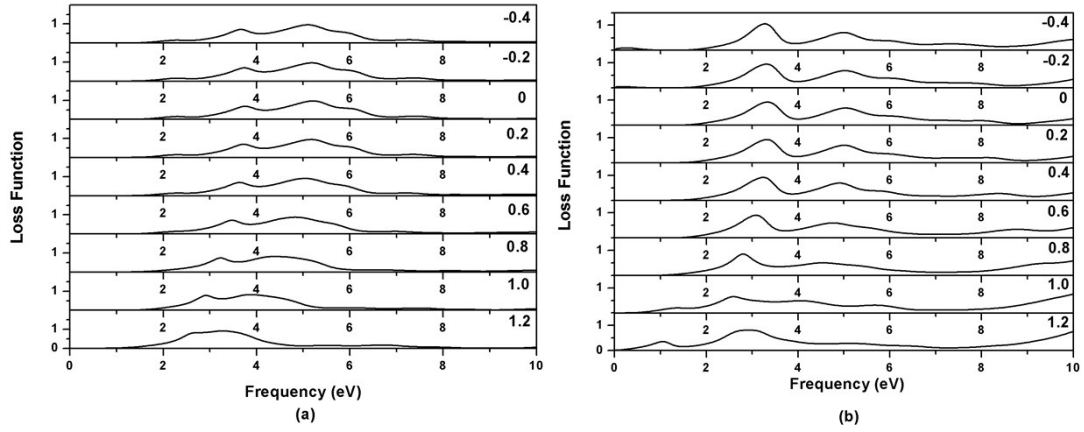 1 -0.4
1 2 4 6 8 -0.2
1 2 4 6 8 0
1 2 4 6 8 0.2
1 2 4 6 8 0.4
1 2 4 6 8 0.6
1 2 4 6 8 0.8
1 2 4 6 8 1.0
1 2 4 6 8 1.2
0
0 2 4 6 8 10
Loss Function
Frequency (eV)
(a)
1 -0.4
1 2 4 6 8 -0.2
1 2 4 6 8 0
1 2 4 6 8 0.2
1 2 4 6 8 0.4
1 2 4 6 8 0.6
1 2 4 6 8 0.8
1 2 4 6 8 1.0
1 2 4 6 8 1.2
0
0 2 4 6 8 10
Loss Function
Frequency (eV)
(b)